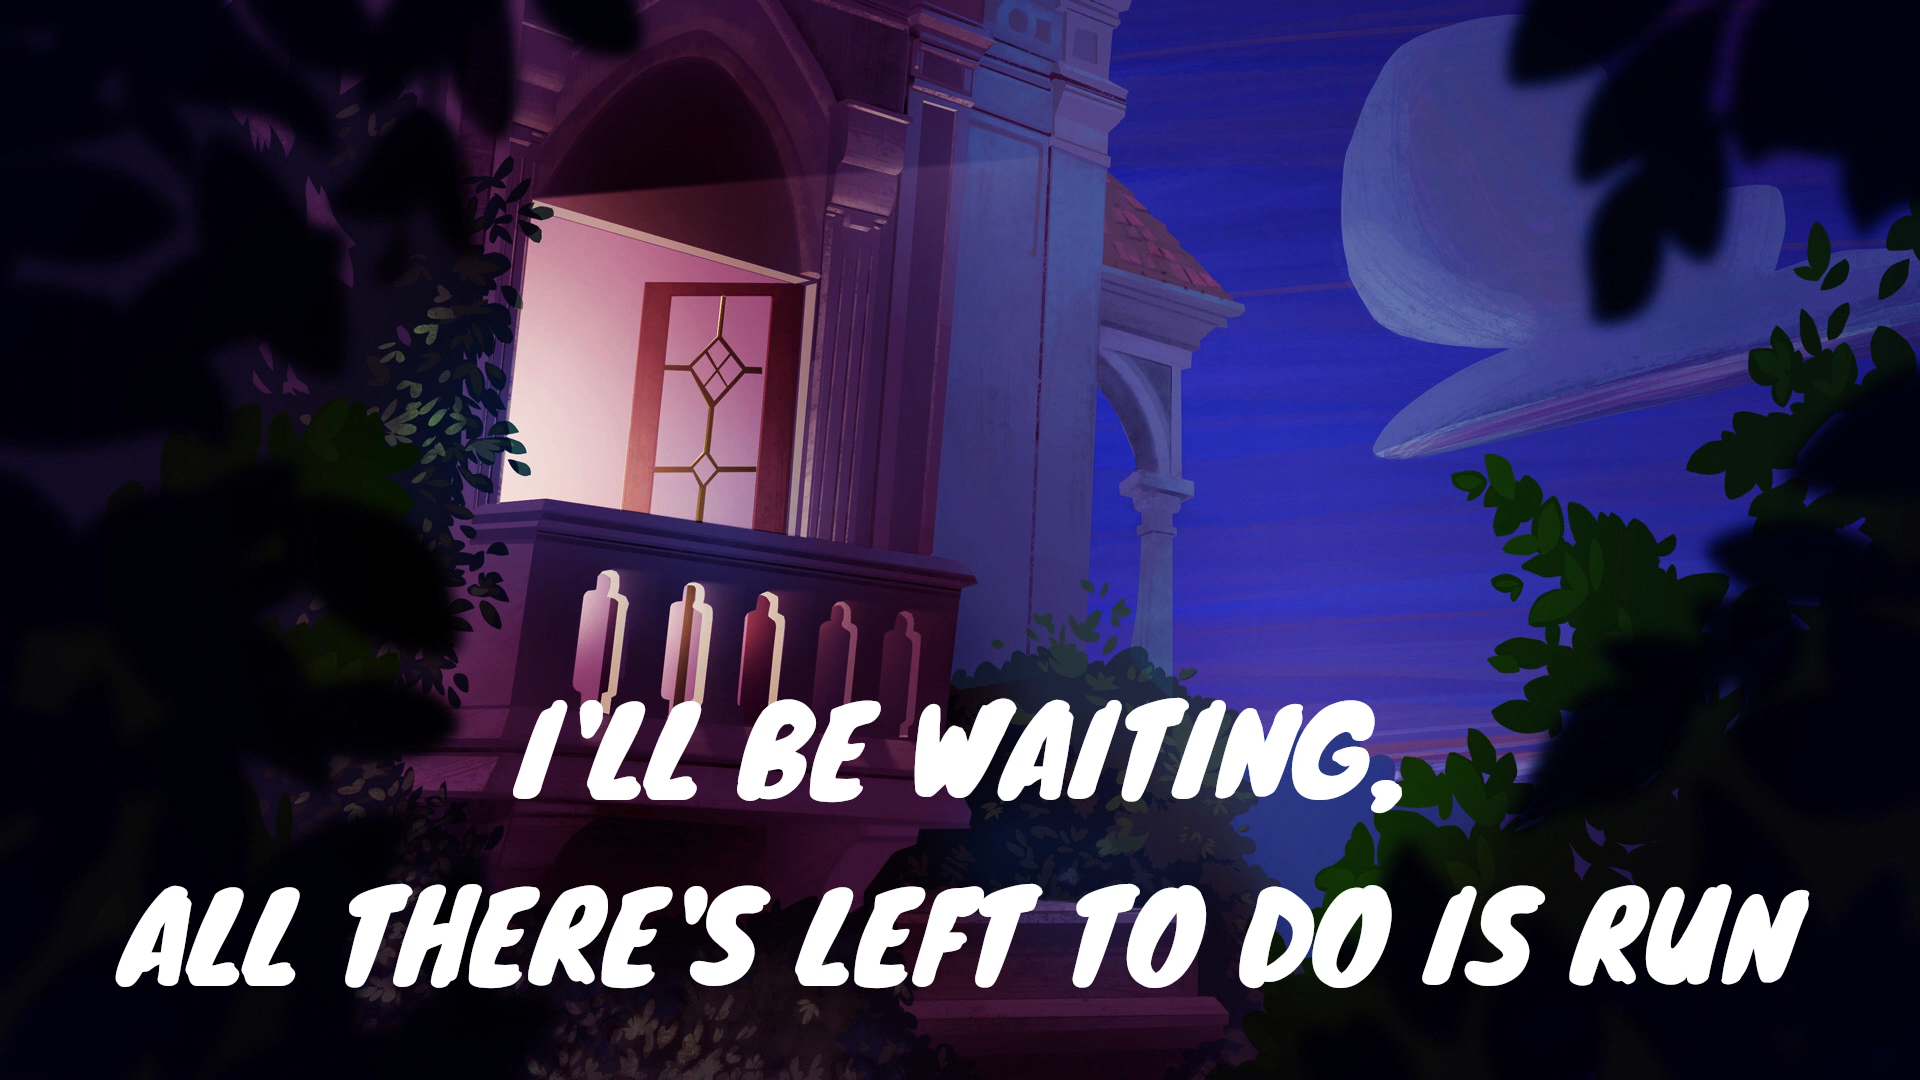 I'LL BE WAITING,
ALL THERE'S LEFT TO DO IS RUN